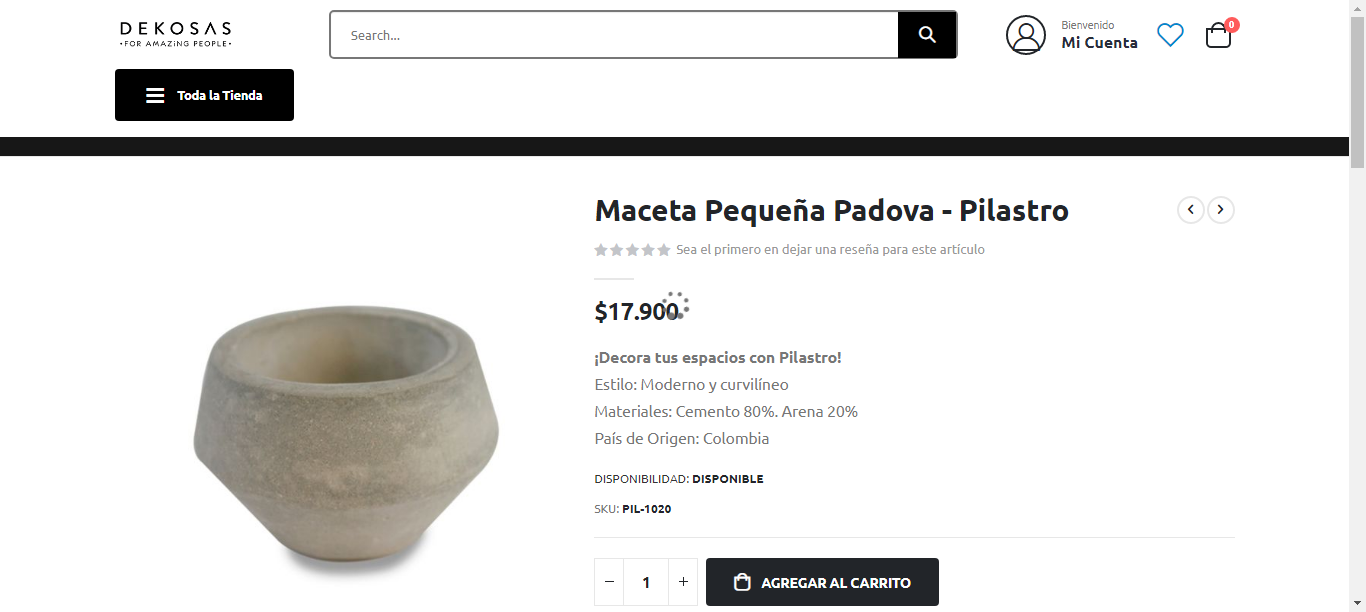 DEKOSAS
•FOR AMAZING PEOPLE•
Search...
Bienvenido
Mi Cuenta
0
Toda la Tienda
Maceta Pequeña Padova - Pilastro
Sea el primero en dejar una reseña para este artículo
$17.900
¡Decora tus espacios con Pilastro!
Estilo: Moderno y curvilíneo
Materiales: Cemento 80%. Arena 20%
País de Origen: Colombia
DISPONIBILIDAD: DISPONIBLE
SKU: PIL-1020
− 1 + AGREGAR AL CARRITO